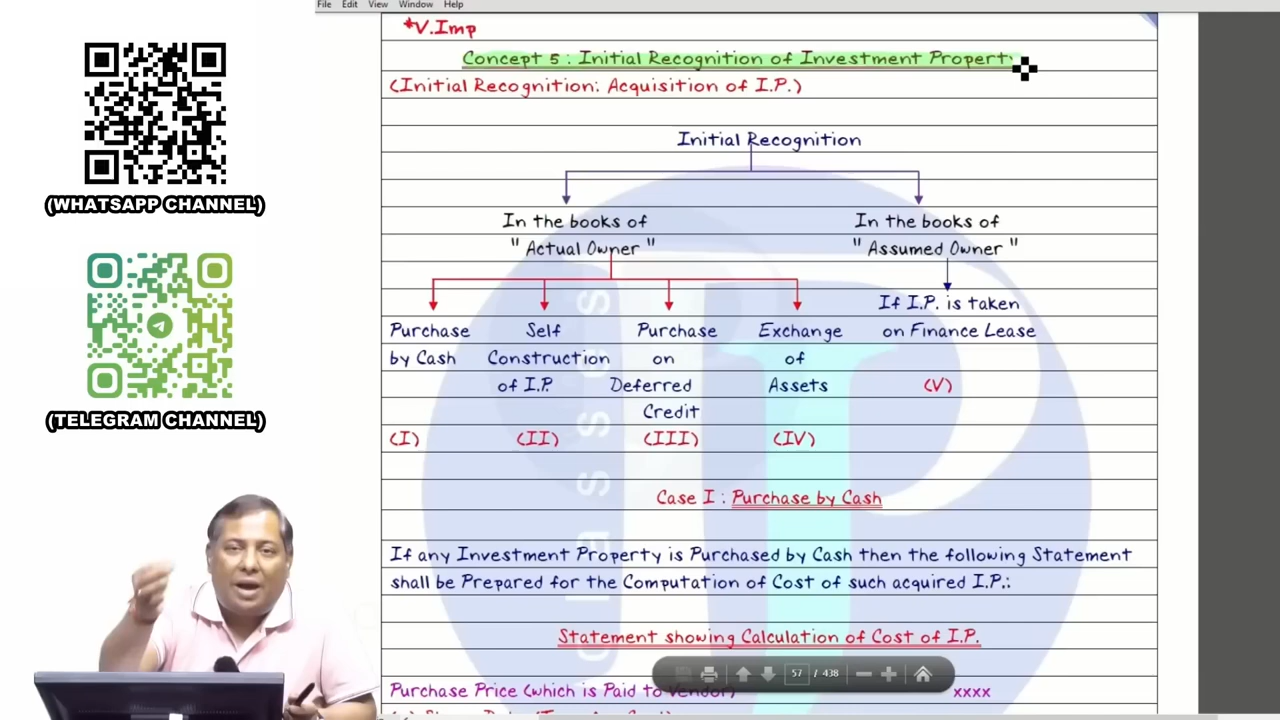 File Edit View Window Help
*V.Imp
Concept 5 : Initial Recognition of Investment Property
(Initial Recognition: Acquisition of I.P.)
Initial Recognition
In the books of
" Actual Owner "
In the books of
" Assumed Owner "
Purchase
by Cash
(I)
Self
Construction
of I.P.
(II)
Purchase
on
Deferred
Credit
(III)
Exchange
of
Assets
(IV)
If I.P. is taken
on Finance Lease
(V)
Case I : Purchase by Cash
If any Investment Property is Purchased by Cash then the following Statement
shall be Prepared for the Computation of Cost of such acquired I.P.:
Statement showing Calculation of Cost of I.P.
Purchase Price (which is Paid to Vendor) xxxx
57 / 438
(WHATSAPP CHANNEL)
(TELEGRAM CHANNEL)
Classes